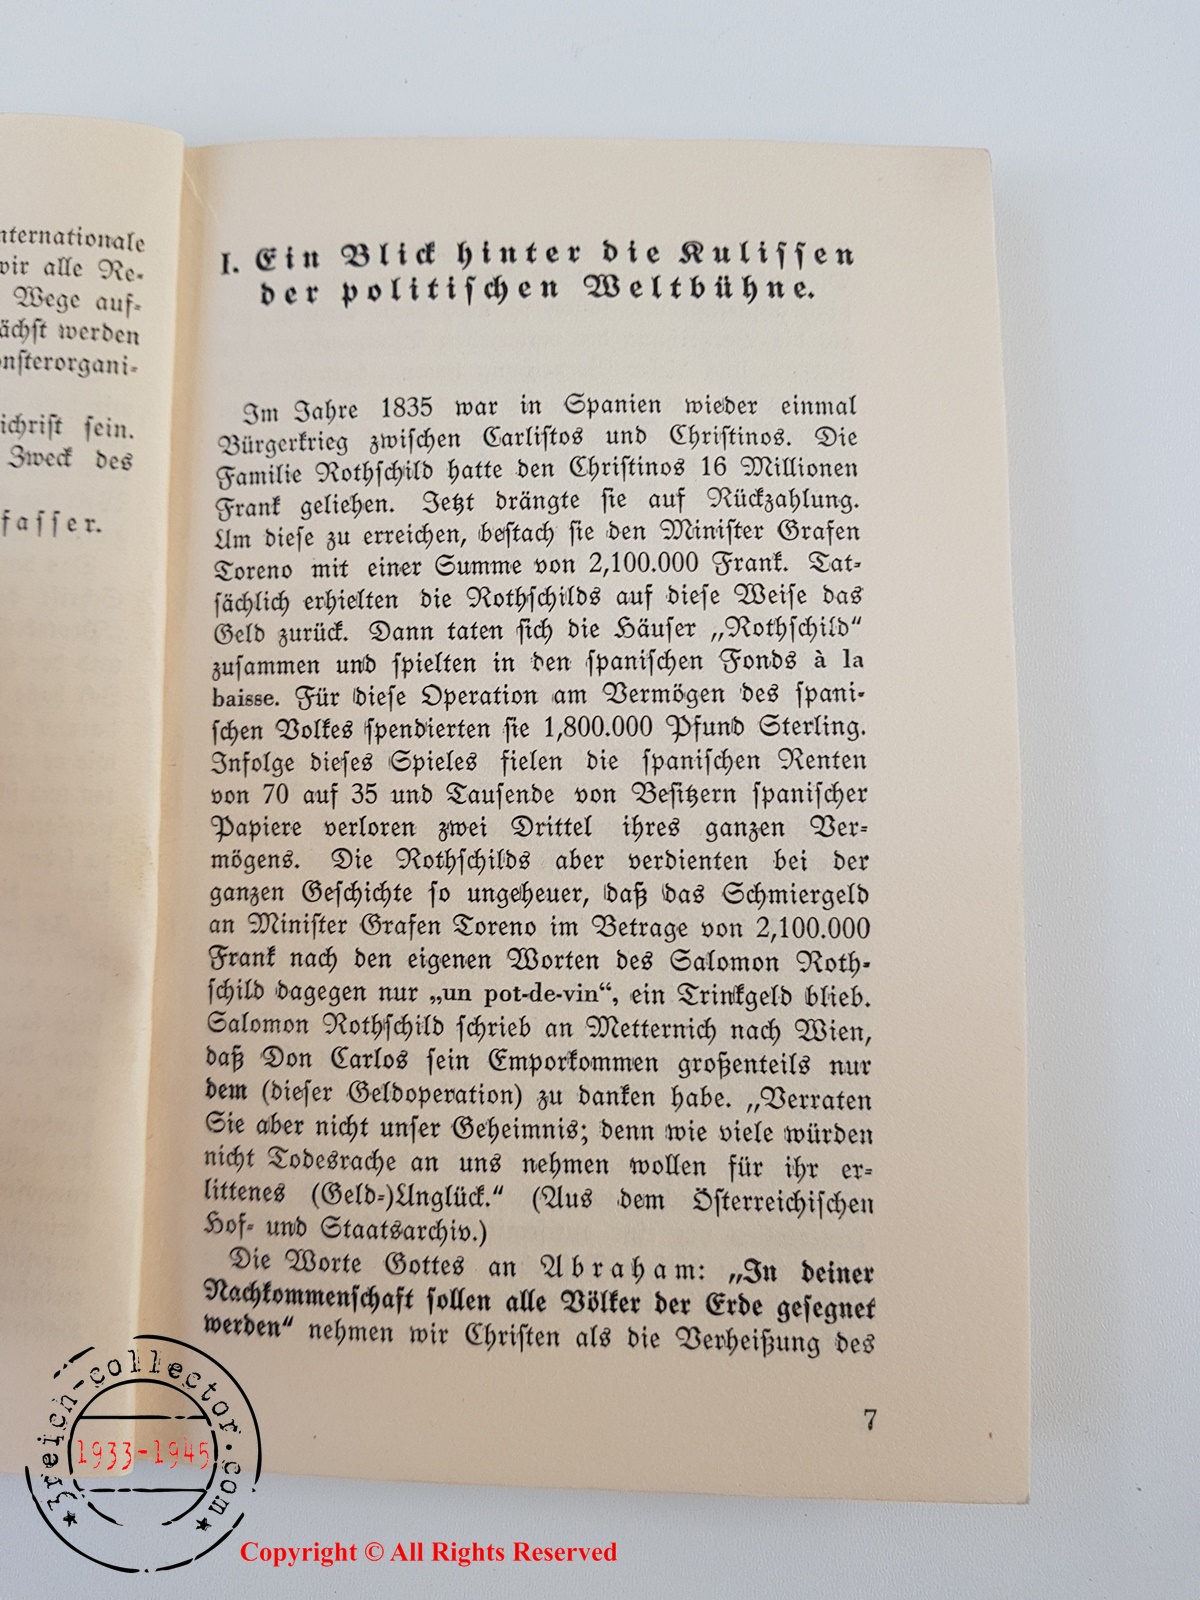 nternationale
wir alle Re-
Wege auf-
ächst werden
onsterorgani-
ichrift sein.
Zweck des
fasser.
I. Ein Blick hinter die Kulissen
der politischen Weltbühne.
Im Jahre 1835 war in Spanien wieder einmal
Bürgerkrieg zwischen Carlistos und Christinos. Die
Familie Rothschild hatte den Christinos 16 Millionen
Frank geliehen. Jetzt drängte sie auf Rückzahlung.
Um diese zu erreichen, bestach sie den Minister Grafen
Toreno mit einer Summe von 2,100.000 Frank. Tat-
sächlich erhielten die Rothschilds auf diese Weise das
Geld zurück. Dann taten sich die Häuser „Rothschild“
zusammen und spielten in den spanischen Fonds à la
baisse. Für diese Operation am Vermögen des spani-
schen Volkes spendierten sie 1,800.000 Pfund Sterling.
Infolge dieses Spieles fielen die spanischen Renten
von 70 auf 35 und Tausende von Besitzern spanischer
Papiere verloren zwei Drittel ihres ganzen Ver-
mögens. Die Rothschilds aber verdienten bei der
ganzen Geschichte so ungeheuer, daß das Schmiergeld
an Minister Grafen Toreno im Betrage von 2,100.000
Frank nach den eigenen Worten des Salomon Roth-
schild dagegen nur „un pot-de-vin“, ein Trinkgeld blieb.
Salomon Rothschild schrieb an Metternich nach Wien,
daß Don Carlos sein Emporkommen großenteils nur
dem (dieser Geldoperation) zu danken habe. „Verraten
Sie aber nicht unser Geheimnis; denn wie viele würden
nicht Todesrache an uns nehmen wollen für ihr er-
littenes (Geld-)Unglück.“ (Aus dem Österreichischen
Hof- und Staatsarchiv.)
Die Worte Gottes an Abraham: „In deiner
Nachkommenschaft sollen alle Völker der Erde gesegnet
werden“ nehmen wir Christen als die Verheißung des
7
3reich-collector.com
1933-1945
Copyright © All Rights Reserved